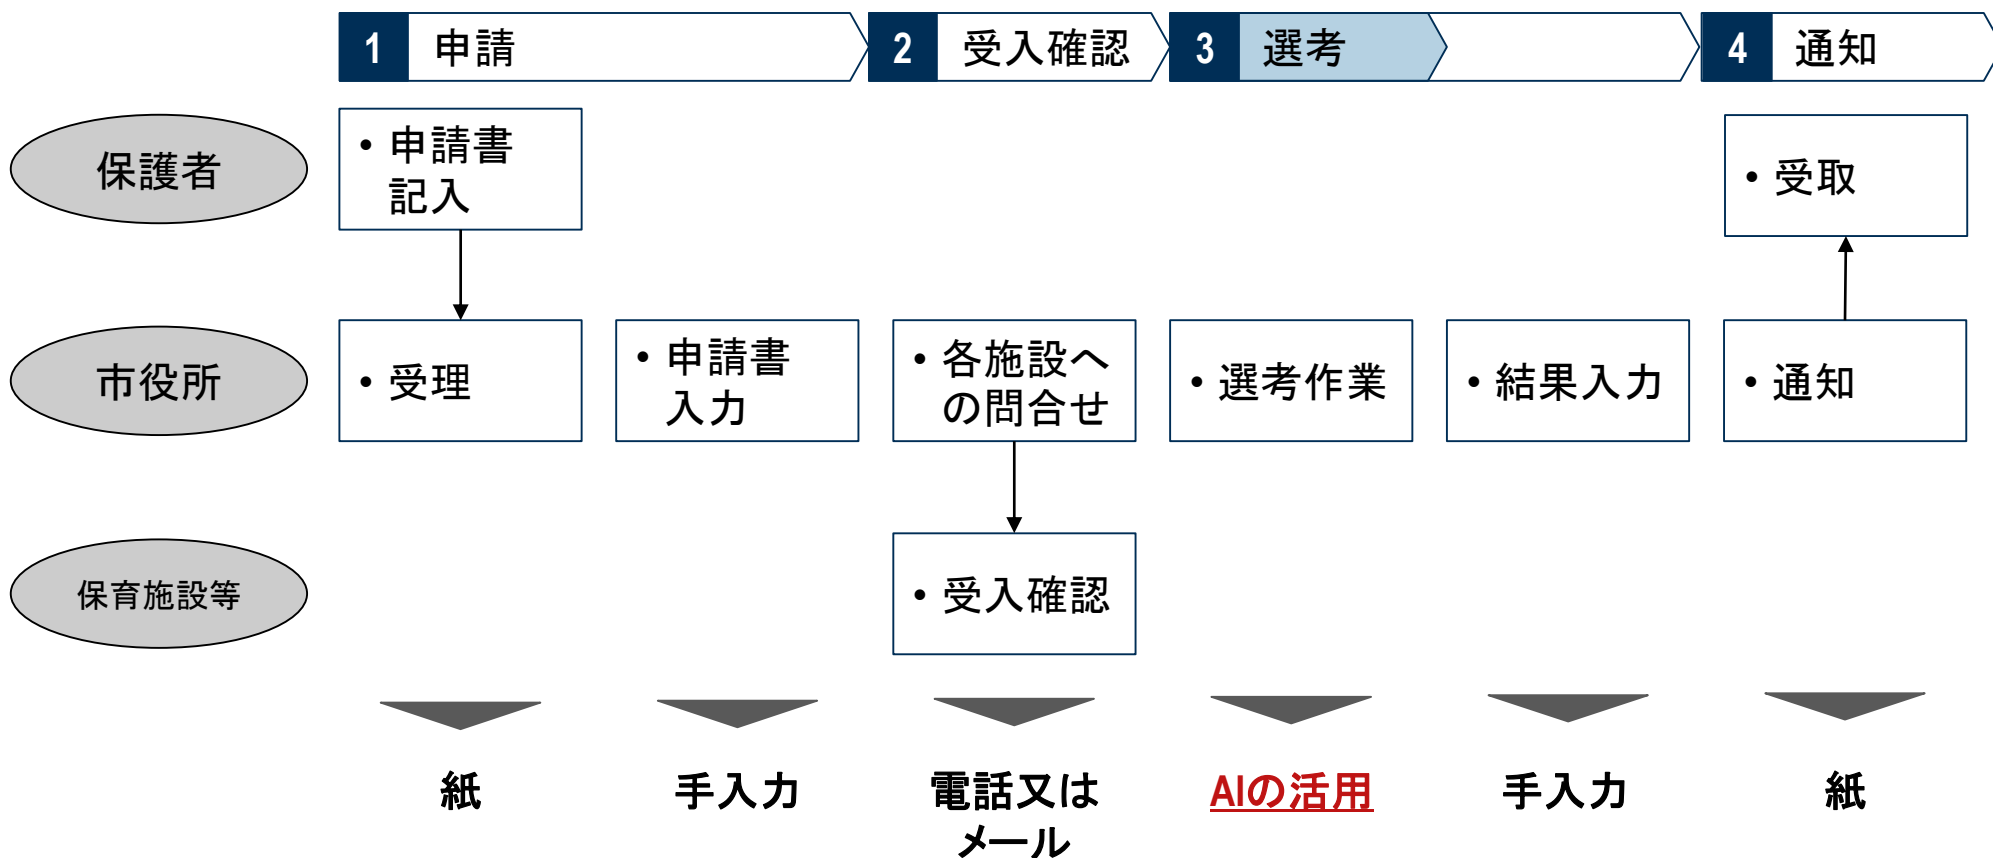 1 申請
2 受入確認
3 選考
4 通知
保護者
• 申請書
記入
• 受取
市役所
• 受理
• 申請書
入力
• 各施設へ
の問合せ
• 選考作業
• 結果入力
• 通知
保育施設等
• 受入確認
紙
手入力
電話又は
メール
AIの活用
手入力
紙